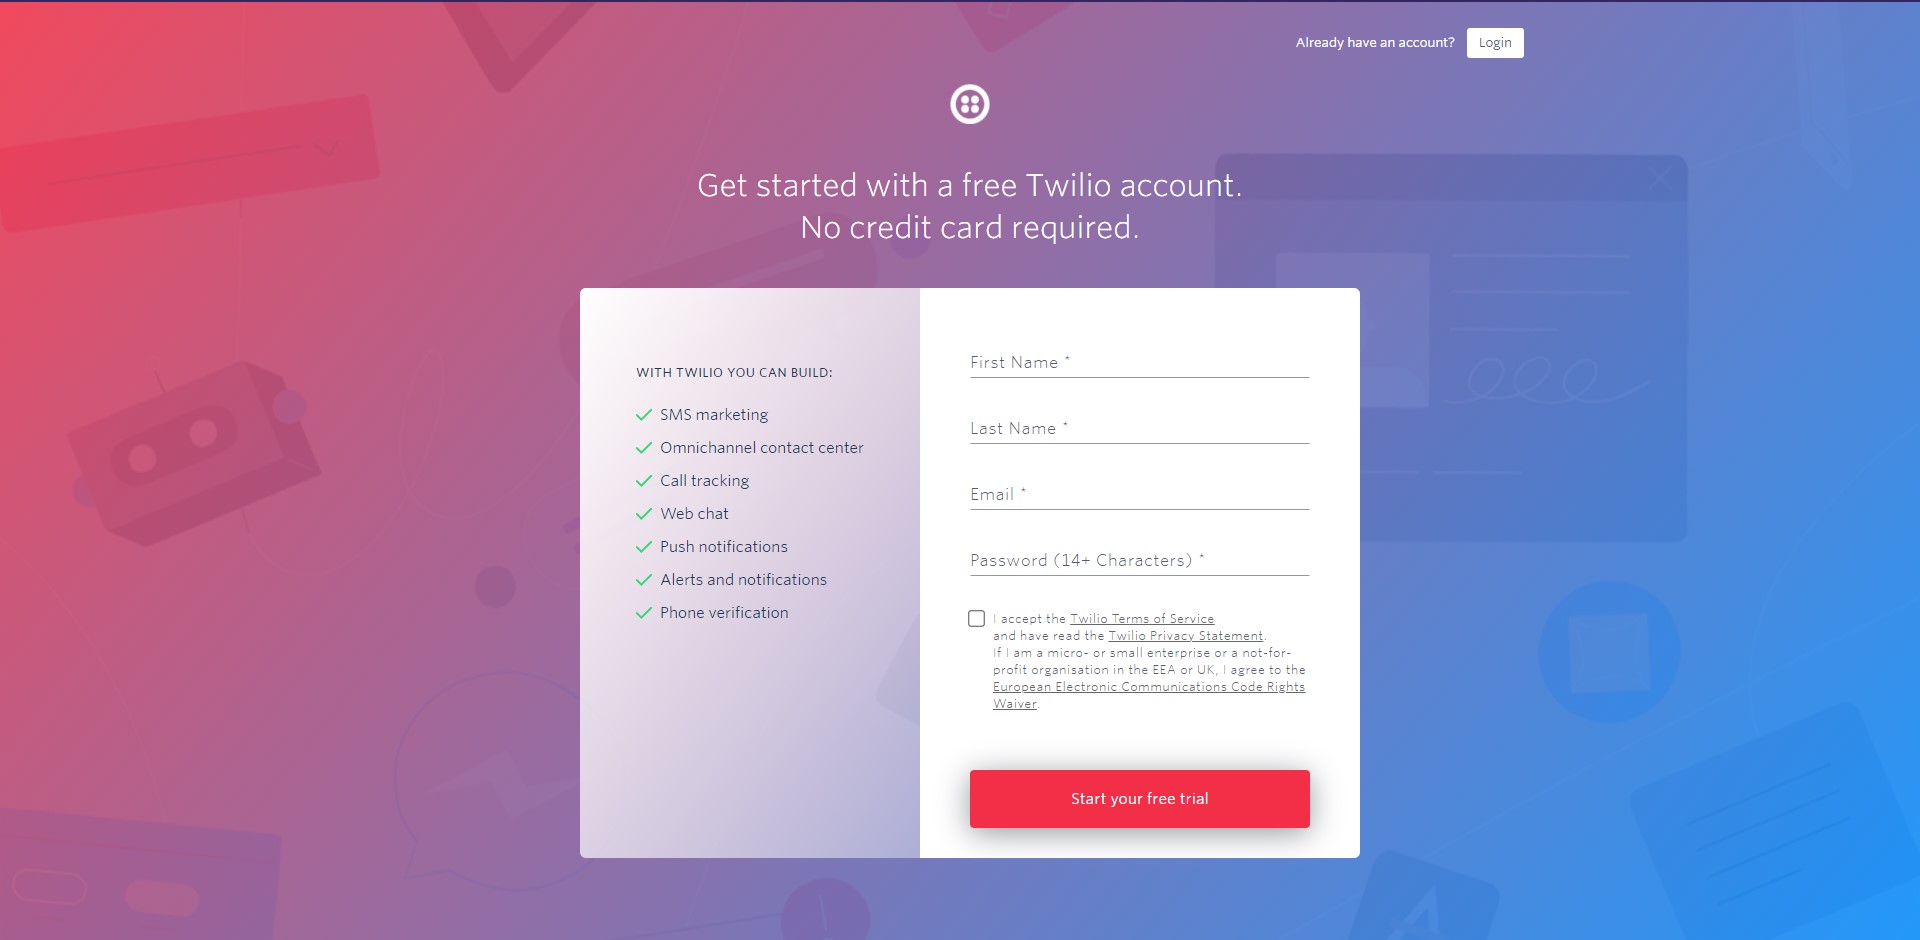 Already have an account? Login
Get started with a free Twilio account.
No credit card required.
WITH TWILIO YOU CAN BUILD:
SMS marketing
Omnichannel contact center
Call tracking
Web chat
Push notifications
Alerts and notifications
Phone verification
First Name *
Last Name *
Email *
Password (14+ Characters) *
I accept the Twilio Terms of Service
and have read the Twilio Privacy Statement.
If I am a micro- or small enterprise or a not-for-
profit organisation in the EEA or UK, I agree to the
European Electronic Communications Code Rights
Waiver.
Start your free trial